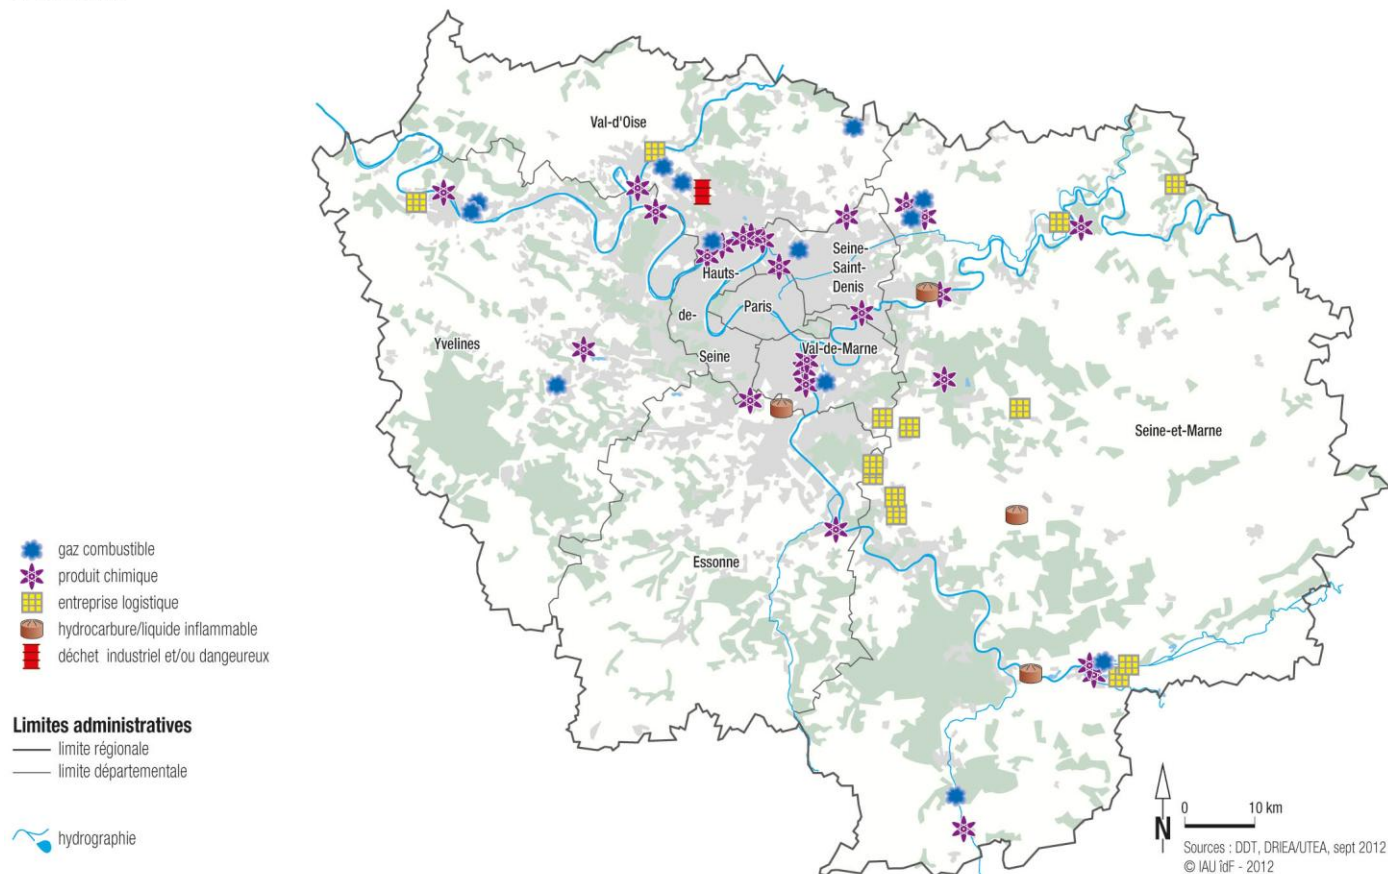 Val-d'Oise
Seine-
Saint-
Denis
Hauts-
Paris
de-
Yvelines
Seine
Val-de-Marne
Seine-et-Marne
Essonne
gaz combustible
produit chimique
entreprise logistique
hydrocarbure/liquide inflammable
déchet industriel et/ou dangeureux
Limites administratives
limite régionale
limite départementale
hydrographie
0 10 km
N
Sources : DDT, DRIEA/UTEA, sept 2012
© IAU îdF - 2012